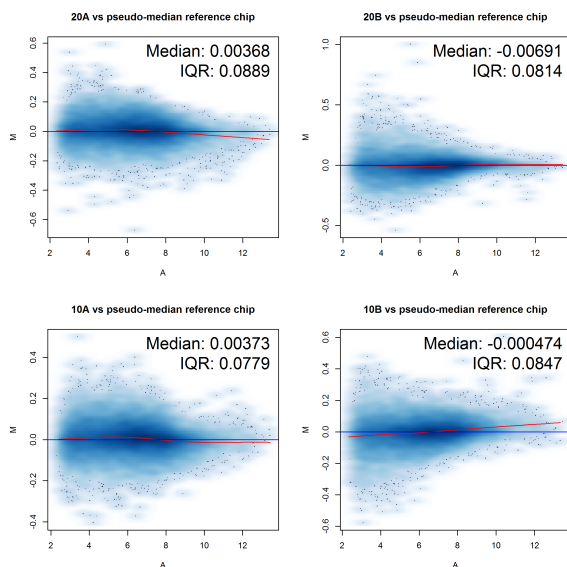 20A vs pseudo-median reference chip
Median: 0.00368
IQR: 0.0889
M
0.6
0.4
0.2
0.0
-0.2
-0.4
-0.6
2 4 6 8 10 12
A
20B vs pseudo-median reference chip
Median: -0.00691
IQR: 0.0814
M
1.0
0.5
0.0
-0.5
2 4 6 8 10 12
A
10A vs pseudo-median reference chip
Median: 0.00373
IQR: 0.0779
M
0.4
0.2
0.0
-0.2
-0.4
2 4 6 8 10 12
A
10B vs pseudo-median reference chip
Median: -0.000474
IQR: 0.0847
M
0.6
0.4
0.2
0.0
-0.2
-0.4
-0.6
2 4 6 8 10 12
A